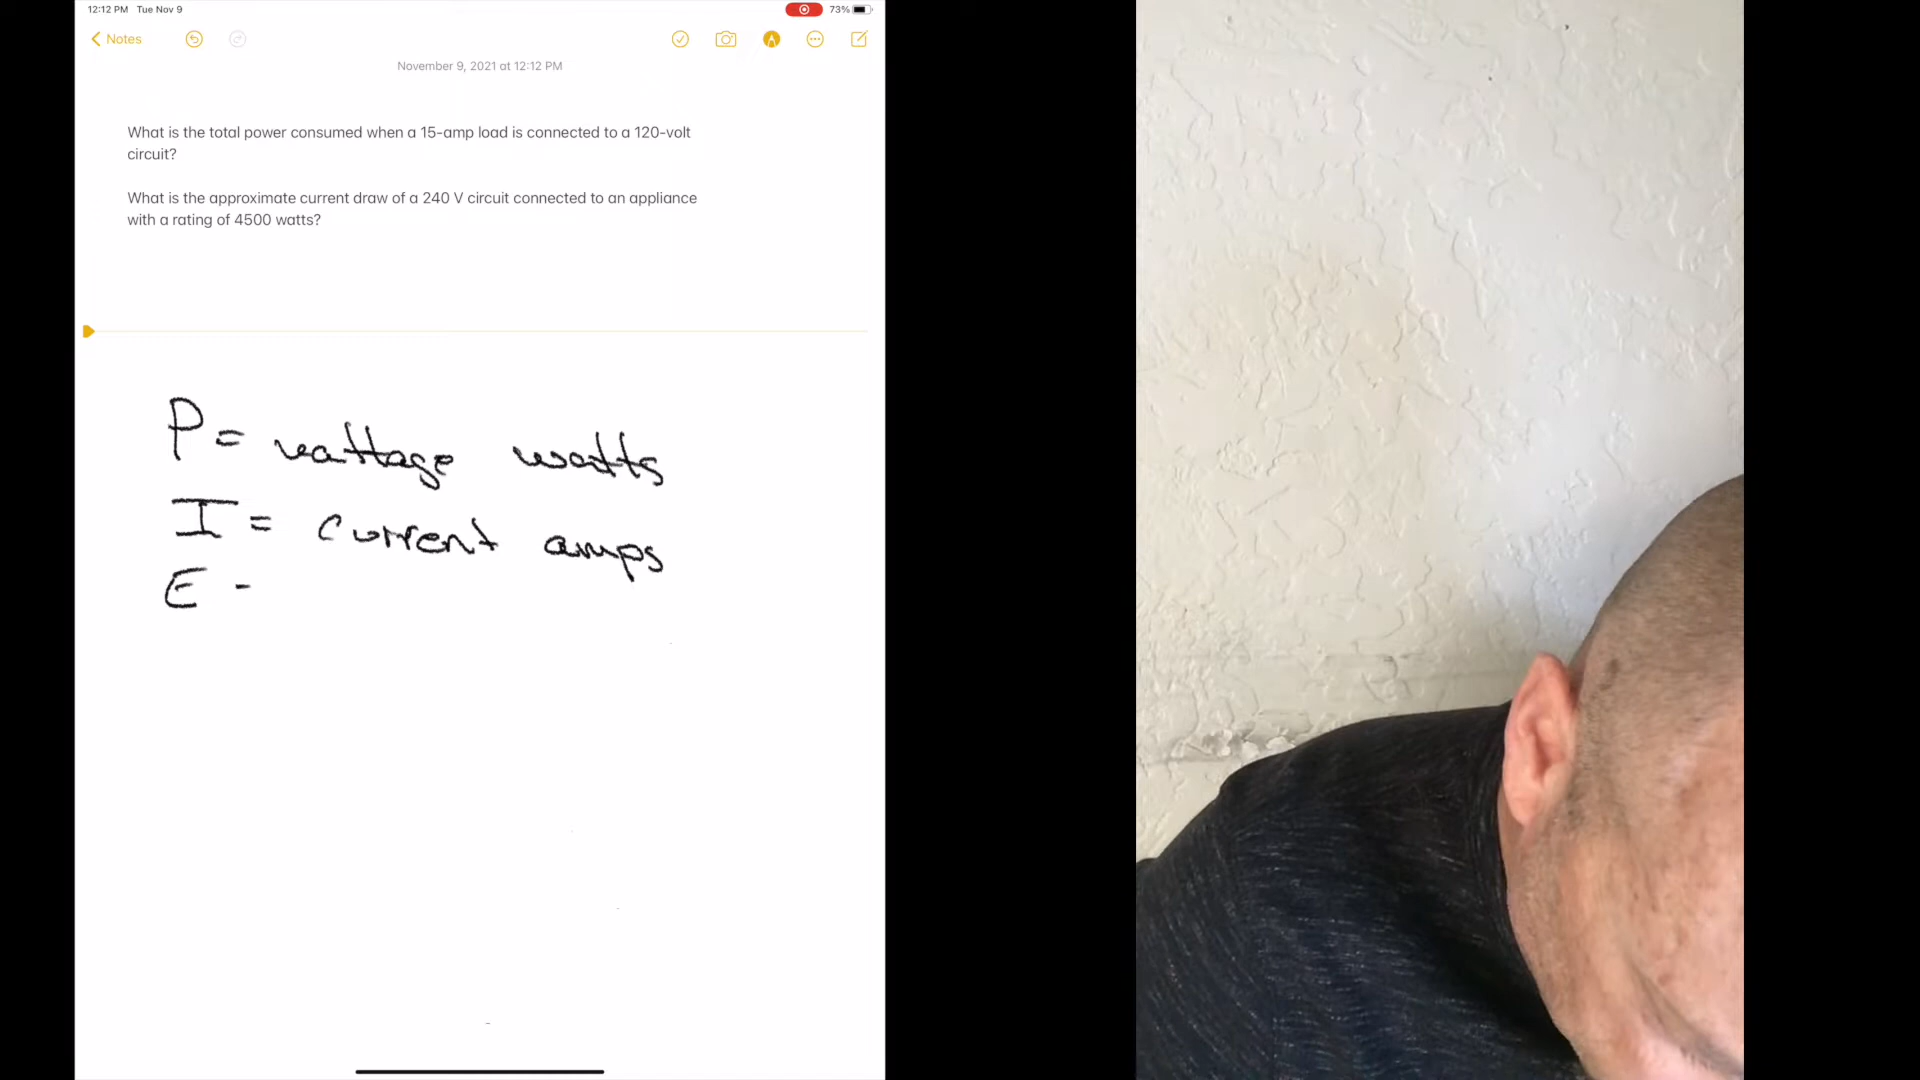 12:12 PM Tue Nov 9 73%
Notes
November 9, 2021 at 12:12 PM
What is the total power consumed when a 15-amp load is connected to a 120-volt
circuit?
What is the approximate current draw of a 240 V circuit connected to an appliance
with a rating of 4500 watts?
P= wattage watts
I= current amps
E -